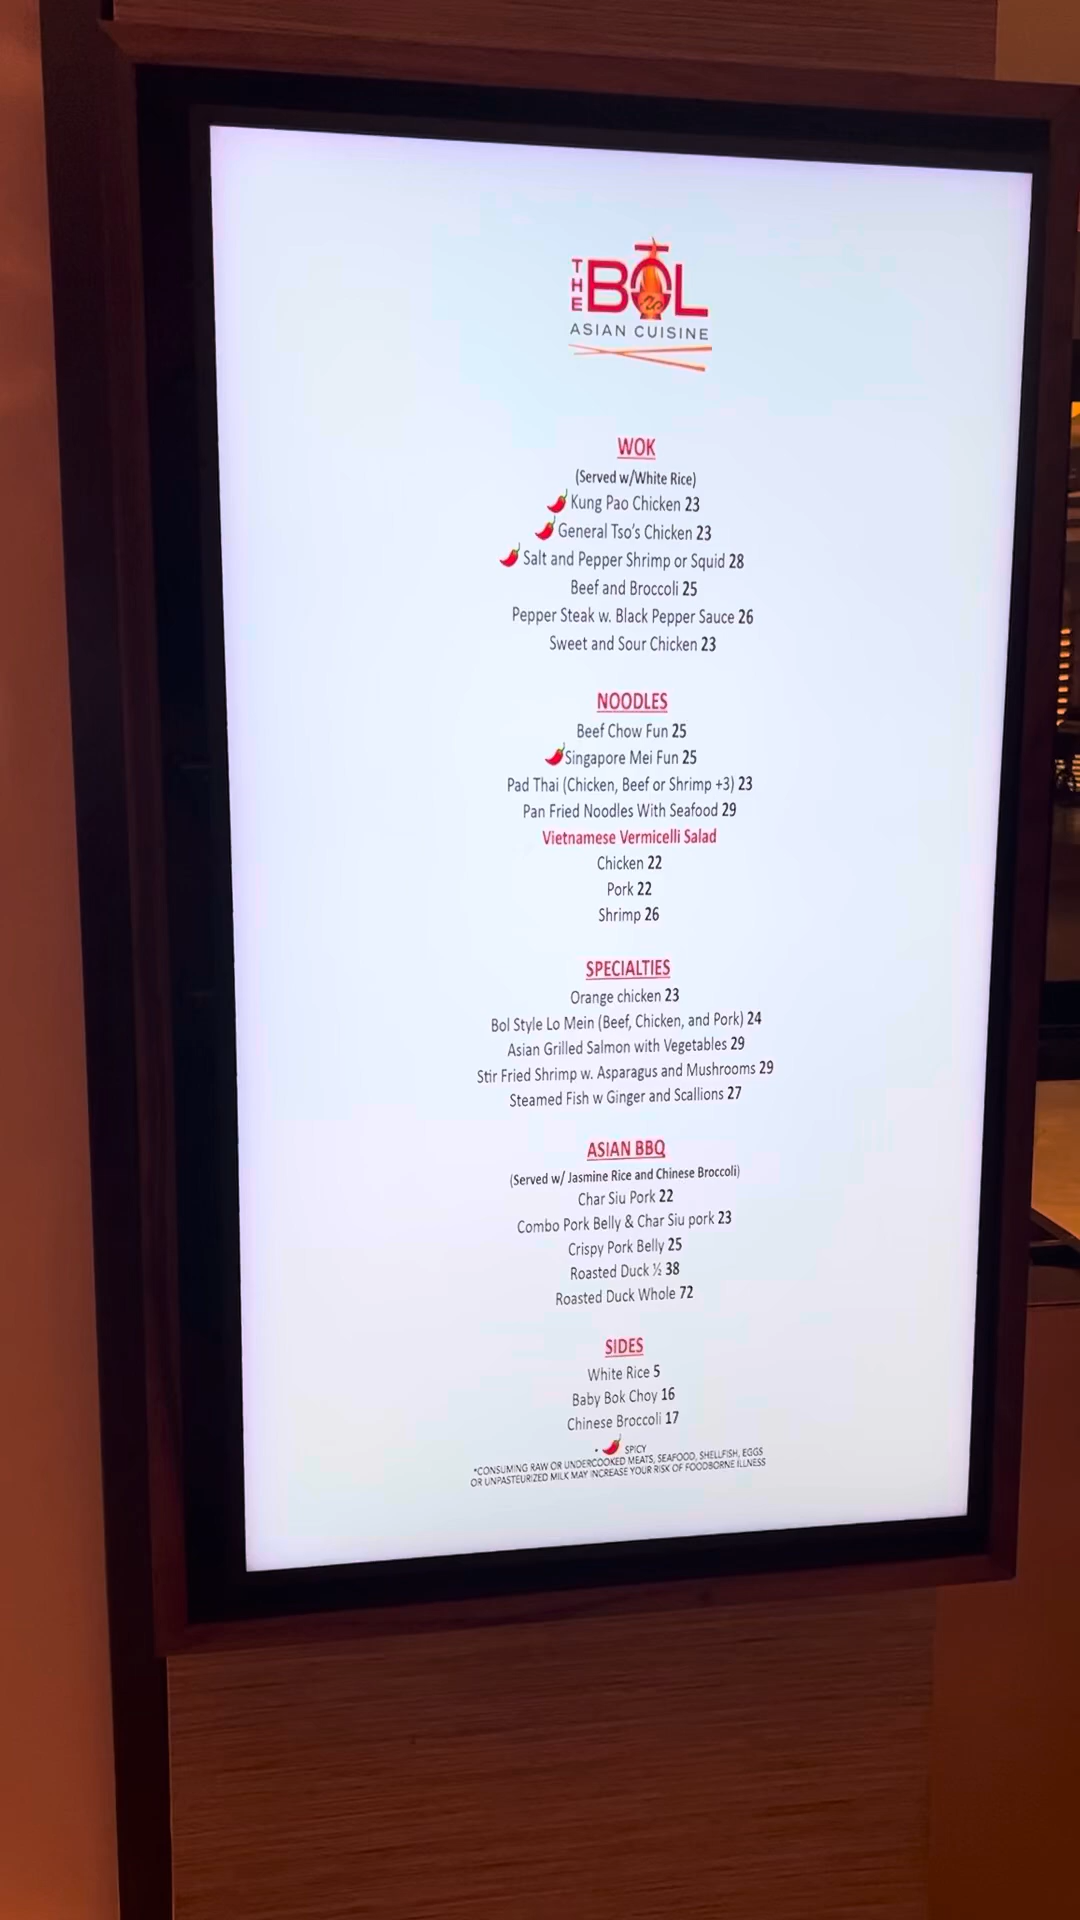 THE BOL
ASIAN CUISINE
WOK
(Served w/White Rice)
Kung Pao Chicken 23
General Tso's Chicken 23
Salt and Pepper Shrimp or Squid 28
Beef and Broccoli 25
Pepper Steak w. Black Pepper Sauce 26
Sweet and Sour Chicken 23
NOODLES
Beef Chow Fun 25
Singapore Mei Fun 25
Pad Thai (Chicken, Beef or Shrimp +3) 23
Pan Fried Noodles With Seafood 29
Vietnamese Vermicelli Salad
Chicken 22
Pork 22
Shrimp 26
SPECIALTIES
Orange chicken 23
Bol Style Lo Mein (Beef, Chicken, and Pork) 24
Asian Grilled Salmon with Vegetables 29
Stir Fried Shrimp w. Asparagus and Mushrooms 29
Steamed Fish w Ginger and Scallions 27
ASIAN BBQ
(Served w/ Jasmine Rice and Chinese Broccoli)
Char Siu Pork 22
Combo Pork Belly & Char Siu pork 23
Crispy Pork Belly 25
Roasted Duck ½ 38
Roasted Duck Whole 72
SIDES
White Rice 5
Baby Bok Choy 16
Chinese Broccoli 17
• SPICY
*CONSUMING RAW OR UNDERCOOKED MEATS, SEAFOOD, SHELLFISH, EGGS
OR UNPASTEURIZED MILK MAY INCREASE YOUR RISK OF FOODBORNE ILLNESS